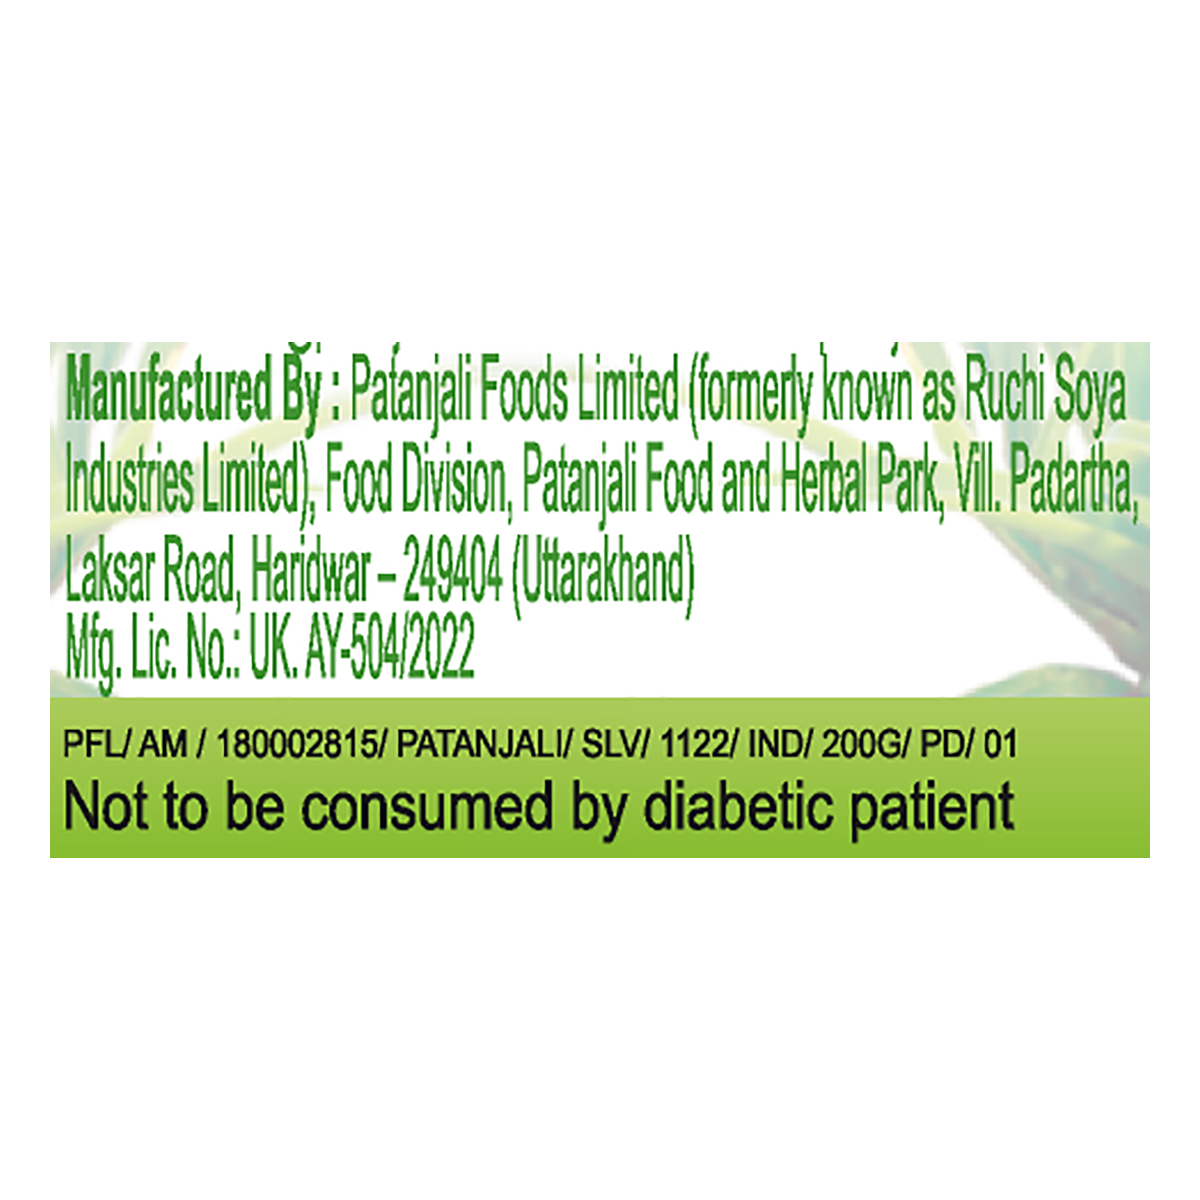 Manufactured By : Patanjali Foods Limited (formerly known as Ruchi Soya
Industries Limited), Food Division, Patanjali Food and Herbal Park, Vill. Padartha,
Laksar Road, Haridwar – 249404 (Uttarakhand)
Mfg. Lic. No.: UK. AY-504/2022
PFL/ AM / 180002815/ PATANJALI/ SLV/ 1122/ IND/ 200G/ PD/ 01
Not to be consumed by diabetic patient